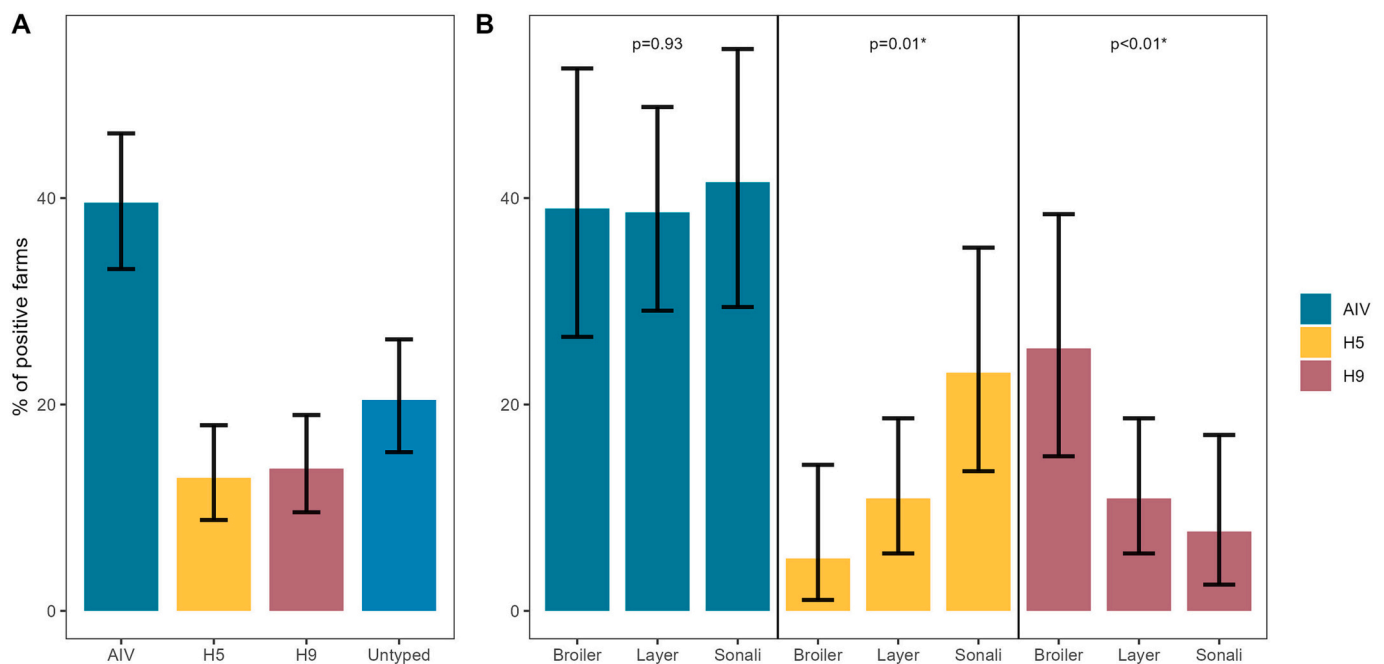 A
% of positive farms
40
20
0
AIV H5 H9 Untyped
B
p=0.93 p=0.01* p<0.01*
40
20
0
Broiler Layer Sonali Broiler Layer Sonali Broiler Layer Sonali
AIV
H5
H9